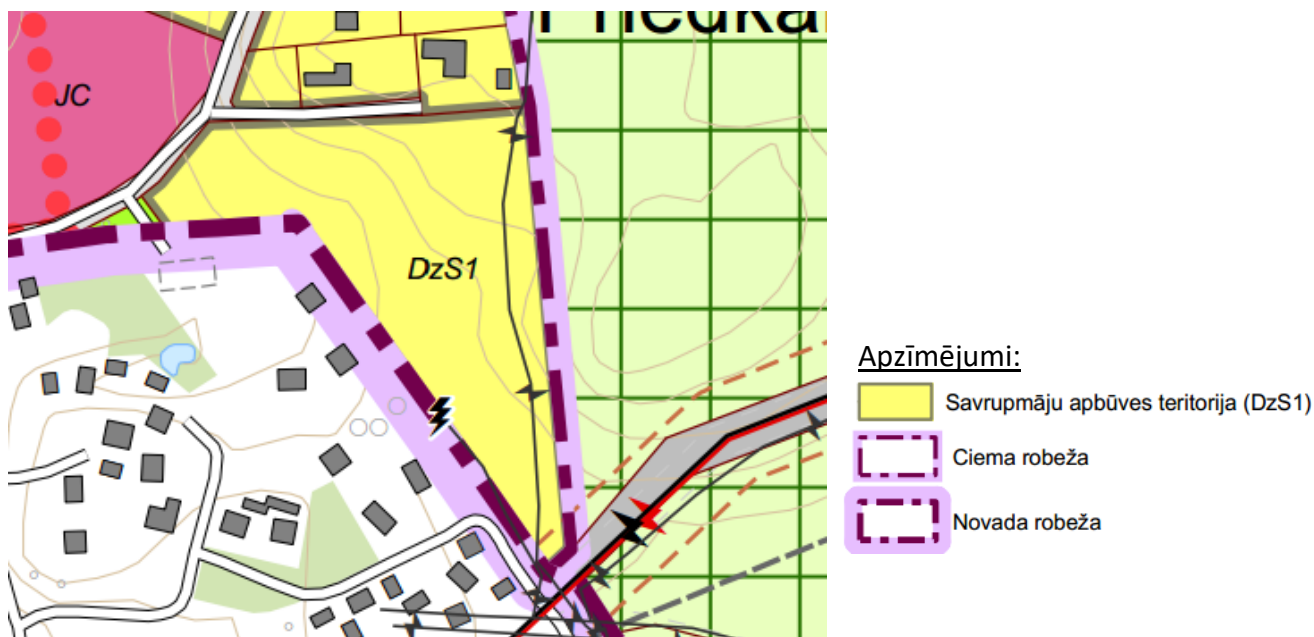 JC
DzS1
Apzīmējumi:
Savrupmāju apbūves teritorija (DzS1)
Ciema robeža
Novada robeža